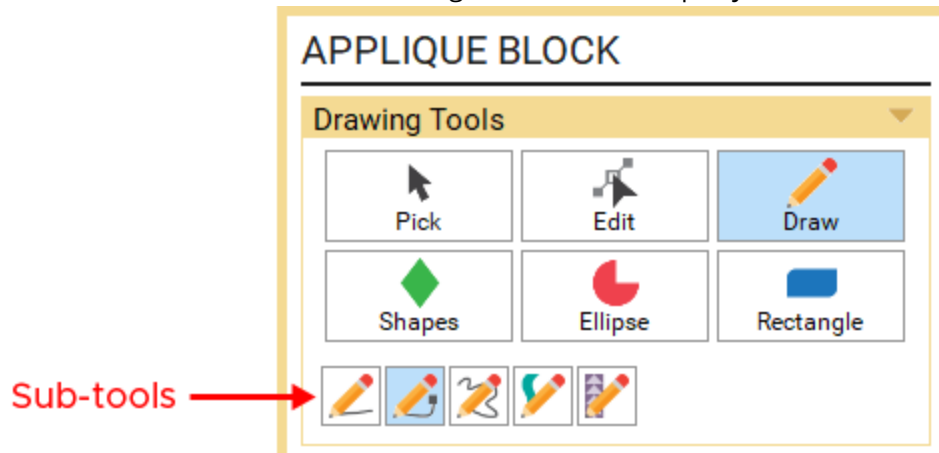 APPLIQUE BLOCK
Drawing Tools
Pick Edit Draw
Shapes Ellipse Rectangle
Sub-tools